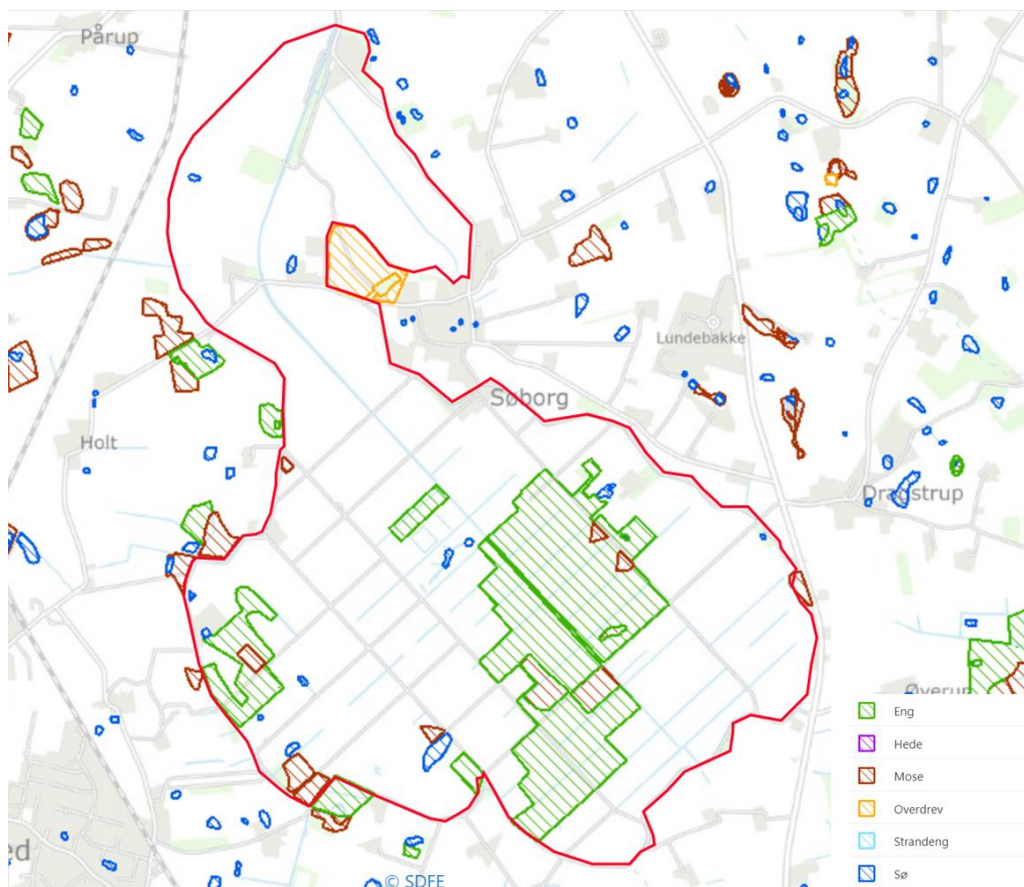 Pårup
Lundebakke
Søborg
Holt
Dragstrup
Øverup
ed
Eng
Hede
Mose
Overdrev
Strandeng
Sø
© SDFE